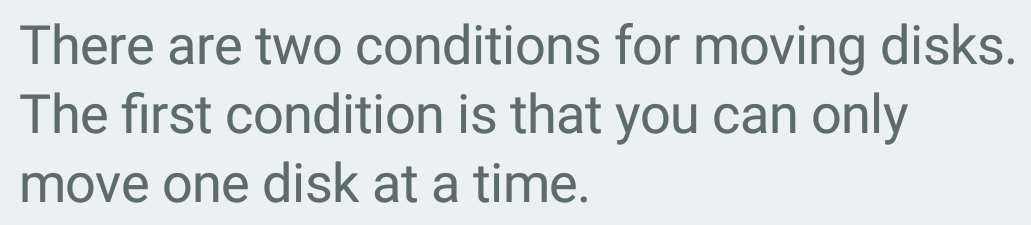 There are two conditions for moving disks.
The first condition is that you can only
move one disk at a time.